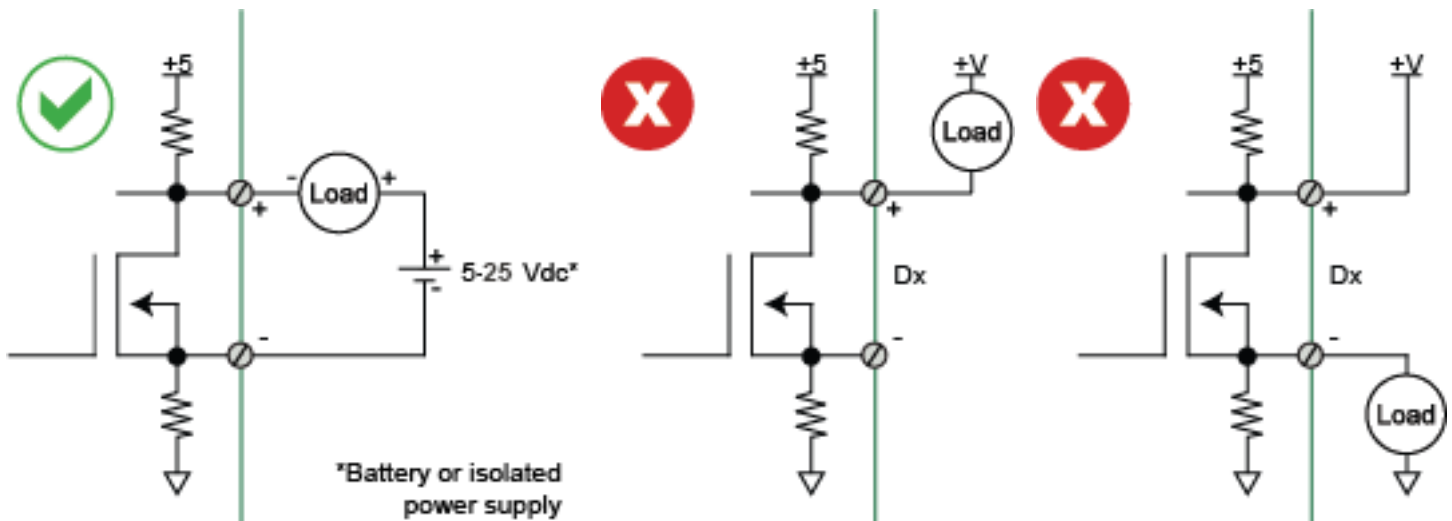 +5
- Load +
+
+
5-25 Vdc*
-
-
*Battery or isolated
power supply
X
+5
+V
Load
+
Dx
-
X
+5
+V
+
Dx
-
Load